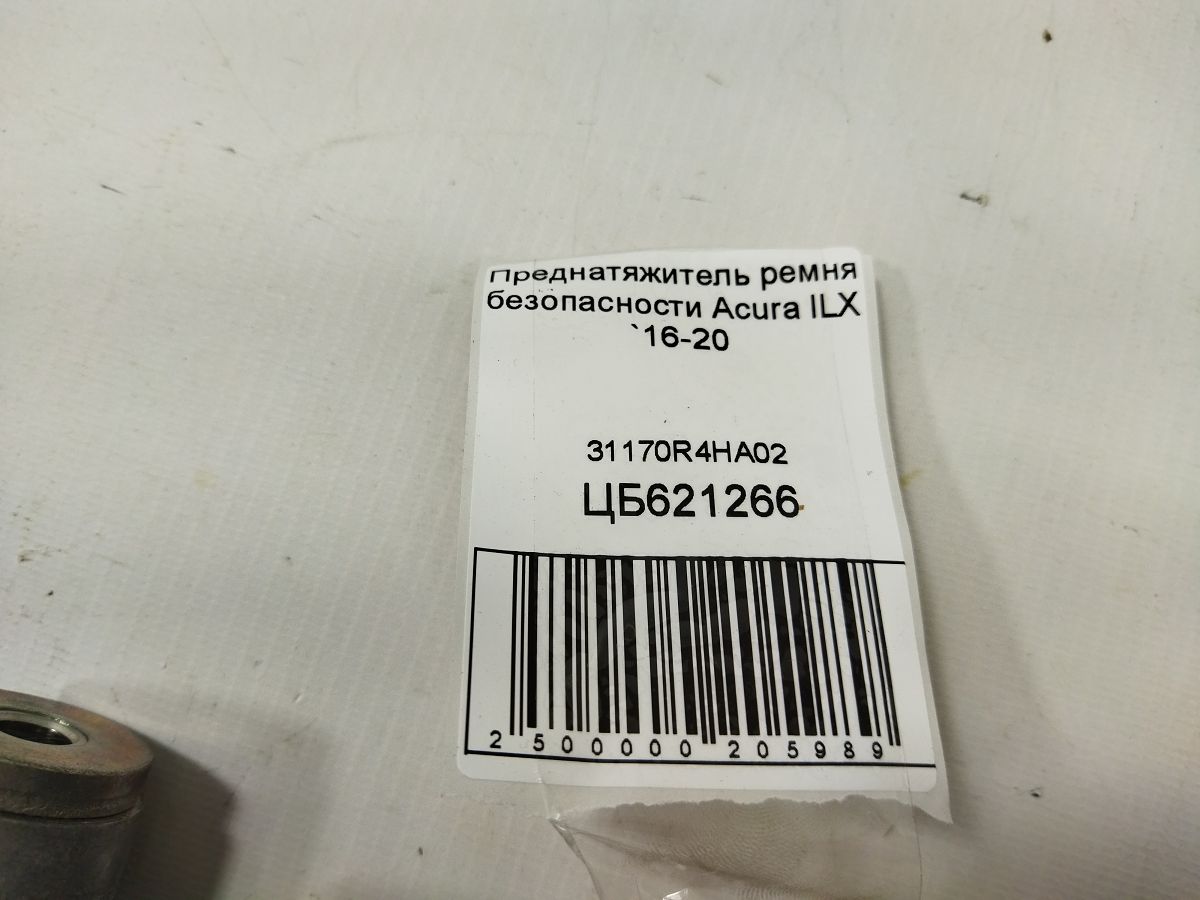 Преднатяжитель ремня
безопасности Acura ILX
`16-20
31170R4HA02
ЦБ621266
2 500000 205989